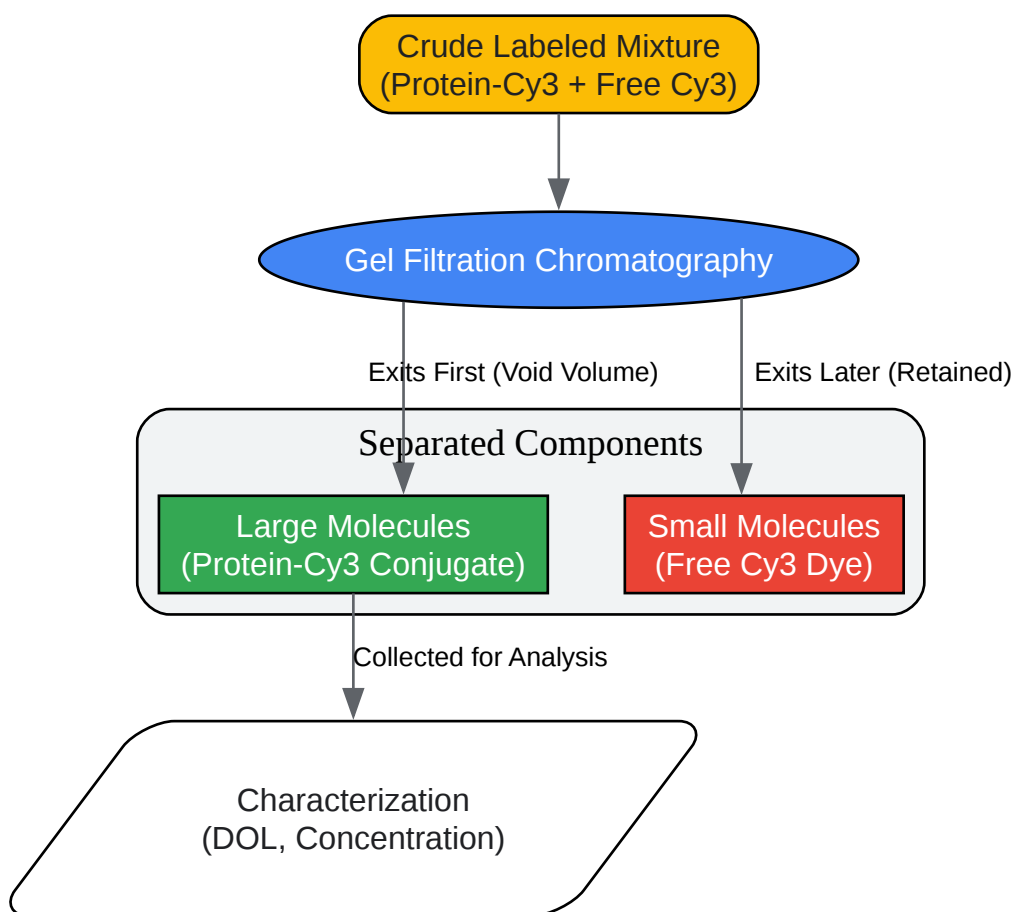 Crude Labeled Mixture
(Protein-Cy3 + Free Cy3)
Gel Filtration Chromatography
Exits First (Void Volume)
Exits Later (Retained)
Separated Components
Large Molecules
(Protein-Cy3 Conjugate)
Small Molecules
(Free Cy3 Dye)
Collected for Analysis
Characterization
(DOL, Concentration)